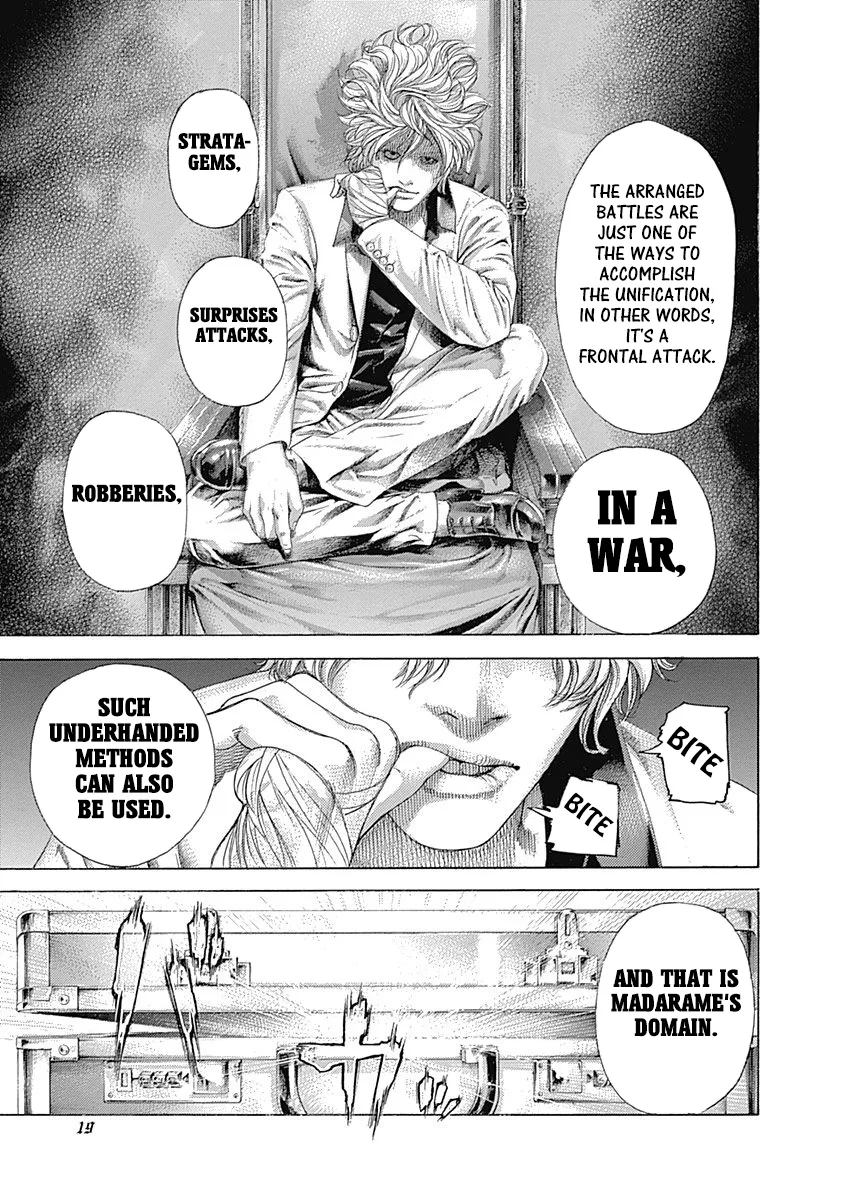 THE ARRANGED
BATTLES ARE
JUST ONE OF
THE WAYS TO
ACCOMPLISH
THE UNIFICATION,
IN OTHER WORDS,
IT'S A
FRONTAL ATTACK.
IN A
WAR,
STRATA-
GEMS,
SURPRISES
ATTACKS,
ROBBERIES,
BITE
BITE
SUCH
UNDERHANDED
METHODS
CAN ALSO
BE USED.
AND THAT IS
MADARAME'S
DOMAIN.
19